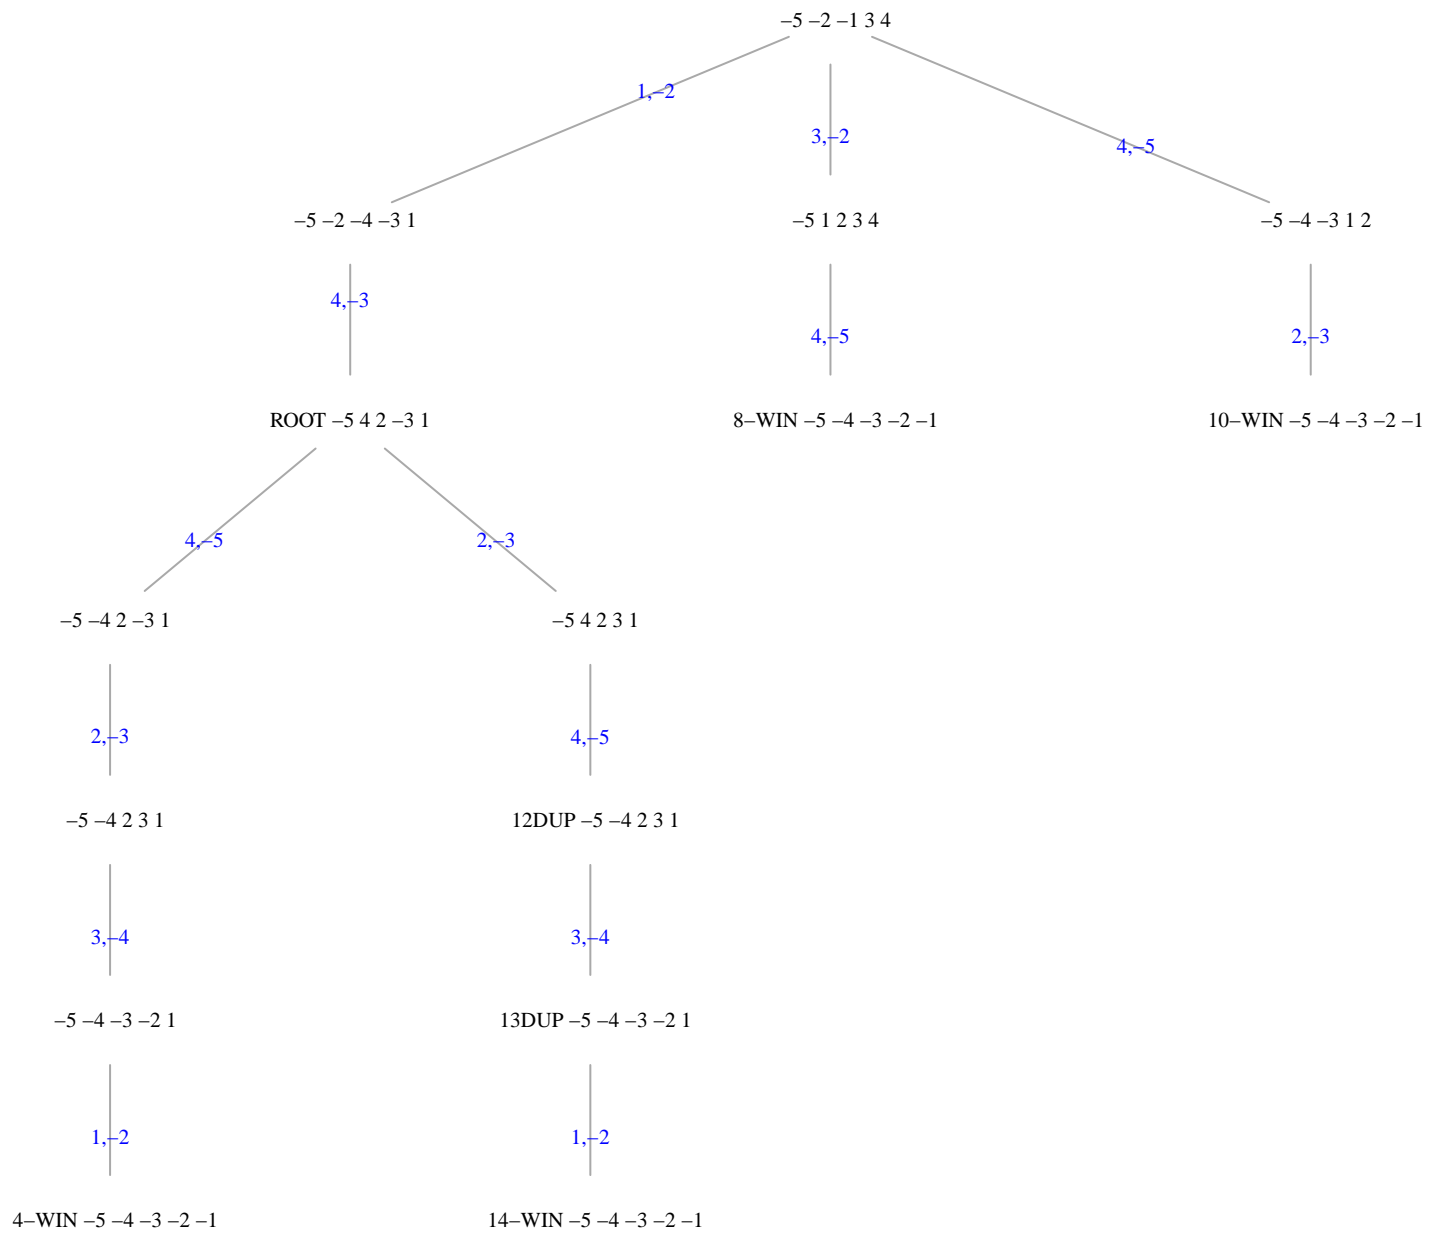 –5 –2 –1 3 4
1,–2
3,–2
4,–5
–5 –2 –4 –3 1
–5 1 2 3 4
–5 –4 –3 1 2
4,–3
4,–5
2,–3
ROOT –5 4 2 –3 1
8–WIN –5 –4 –3 –2 –1
10–WIN –5 –4 –3 –2 –1
4,–5
2,–3
–5 –4 2 –3 1
–5 4 2 3 1
2,–3
4,–5
–5 –4 2 3 1
12DUP –5 –4 2 3 1
3,–4
3,–4
–5 –4 –3 –2 1
13DUP –5 –4 –3 –2 1
1,–2
1,–2
4–WIN –5 –4 –3 –2 –1
14–WIN –5 –4 –3 –2 –1